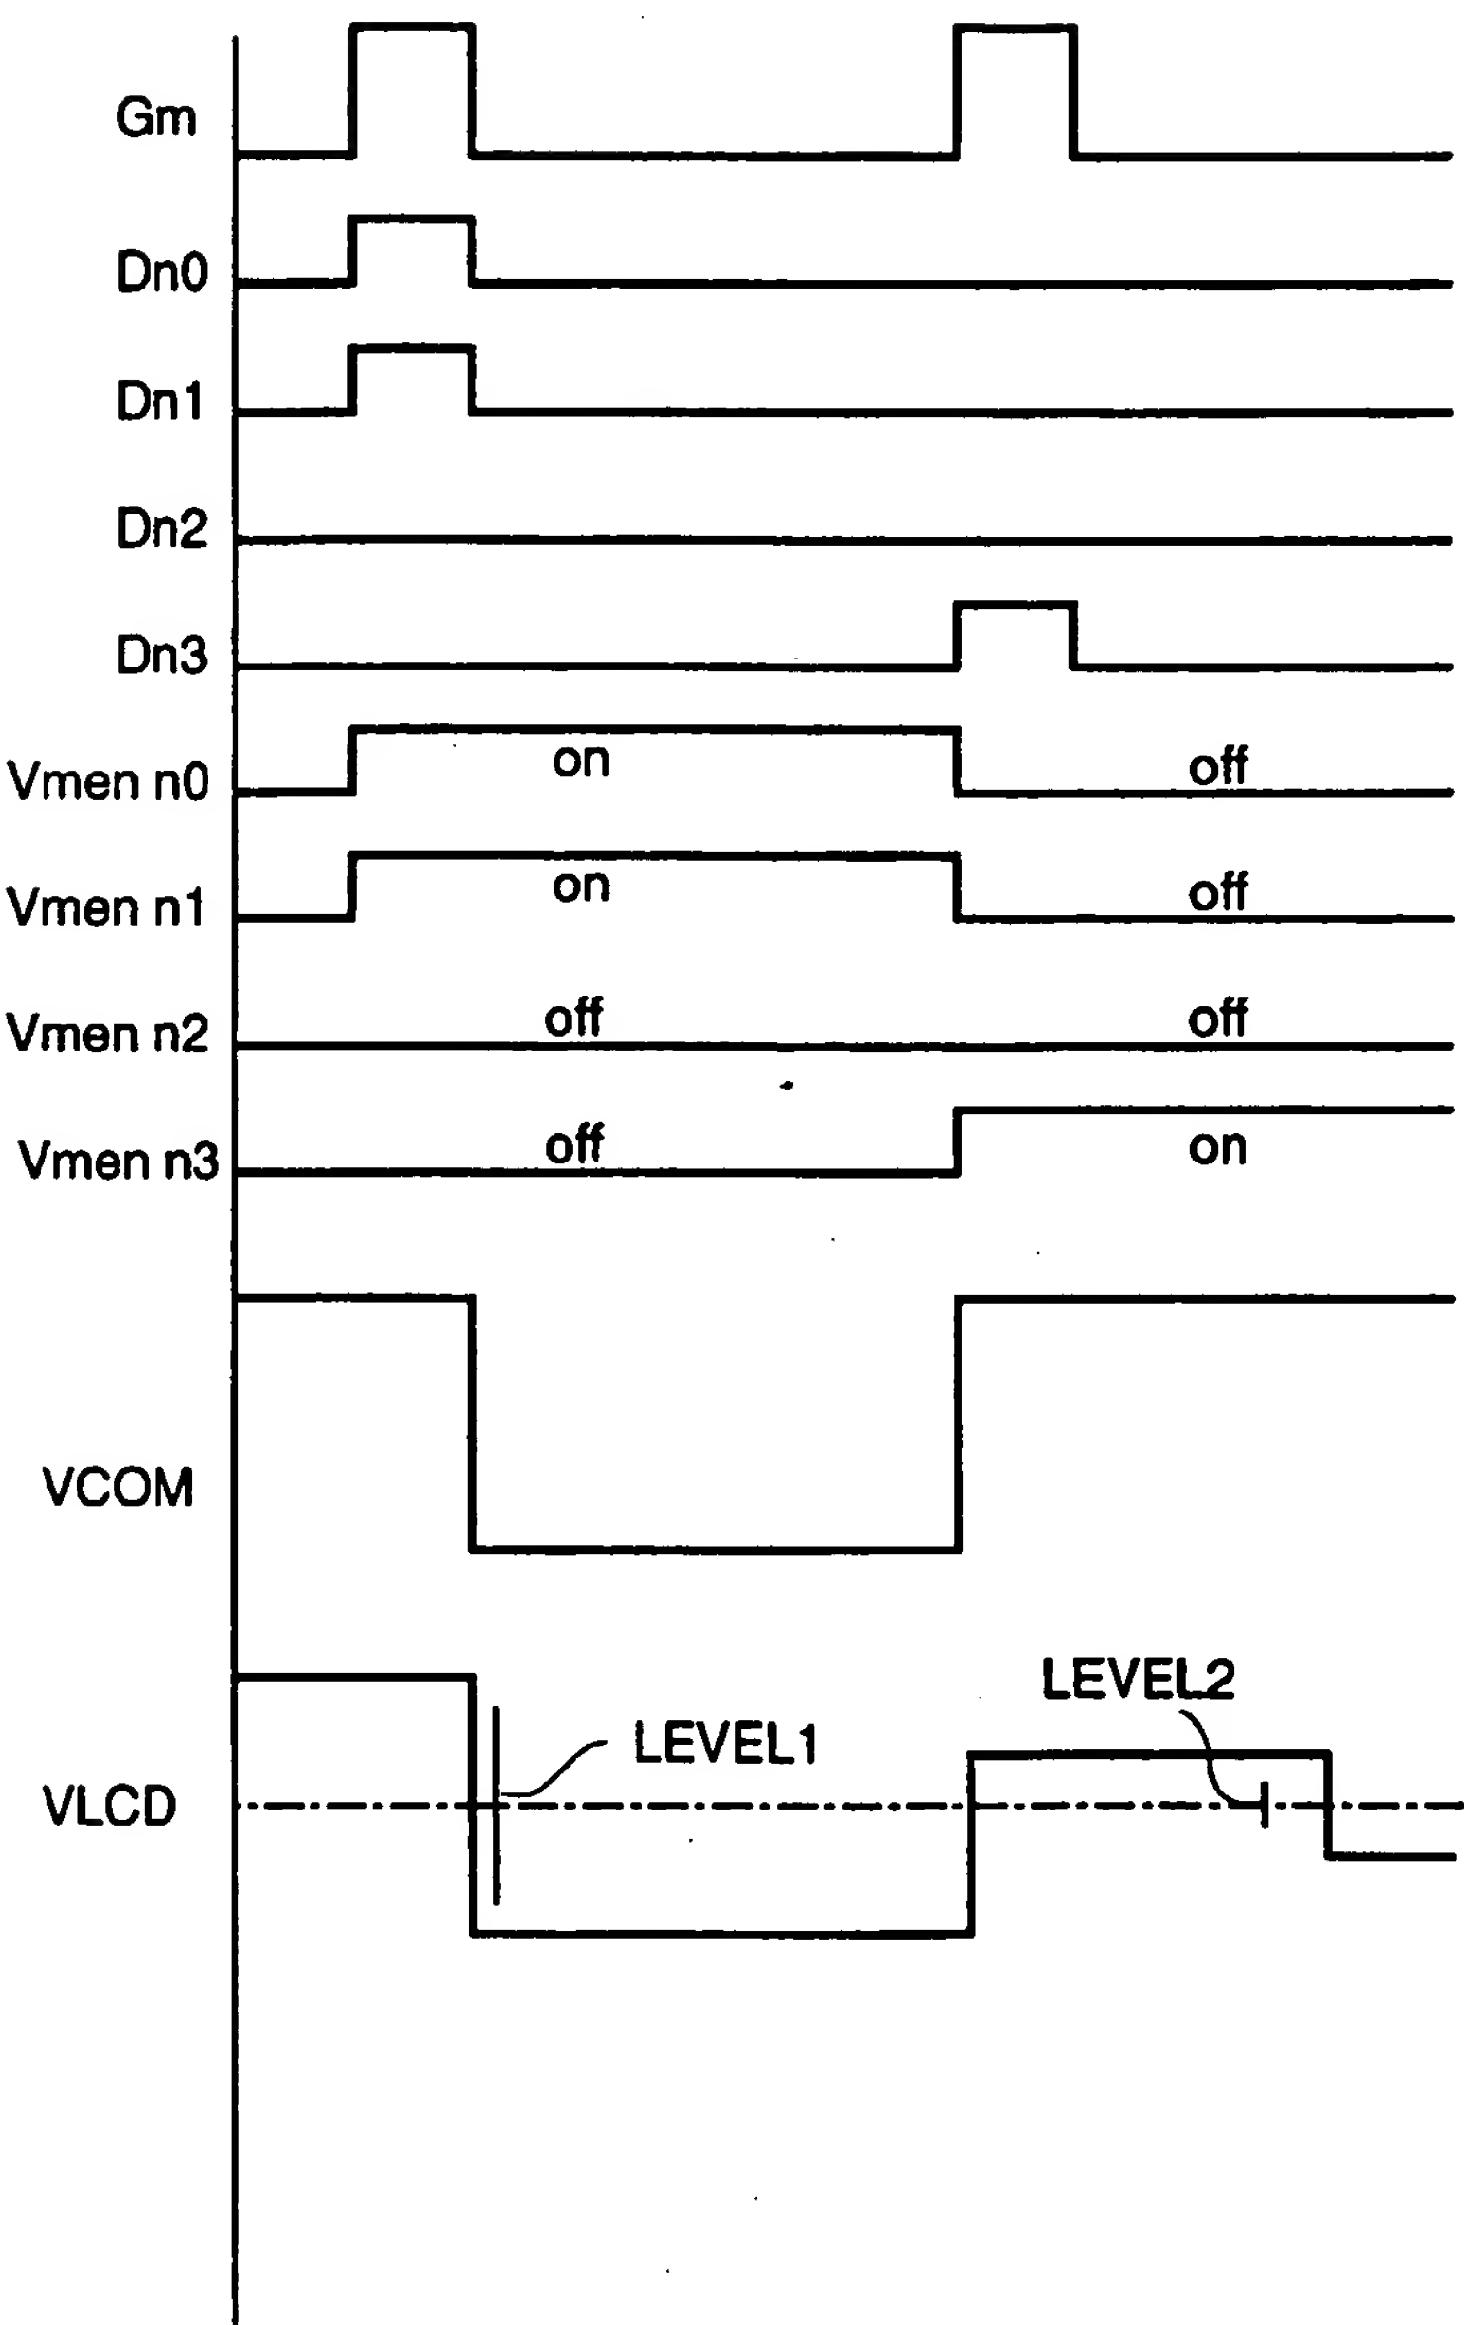 Gm
Dn0
Dn1
Dn2
Dn3
Vmen n0 on off
Vmen n1 on off
Vmen n2 off off
Vmen n3 off on
VCOM
LEVEL2
LEVEL1
VLCD